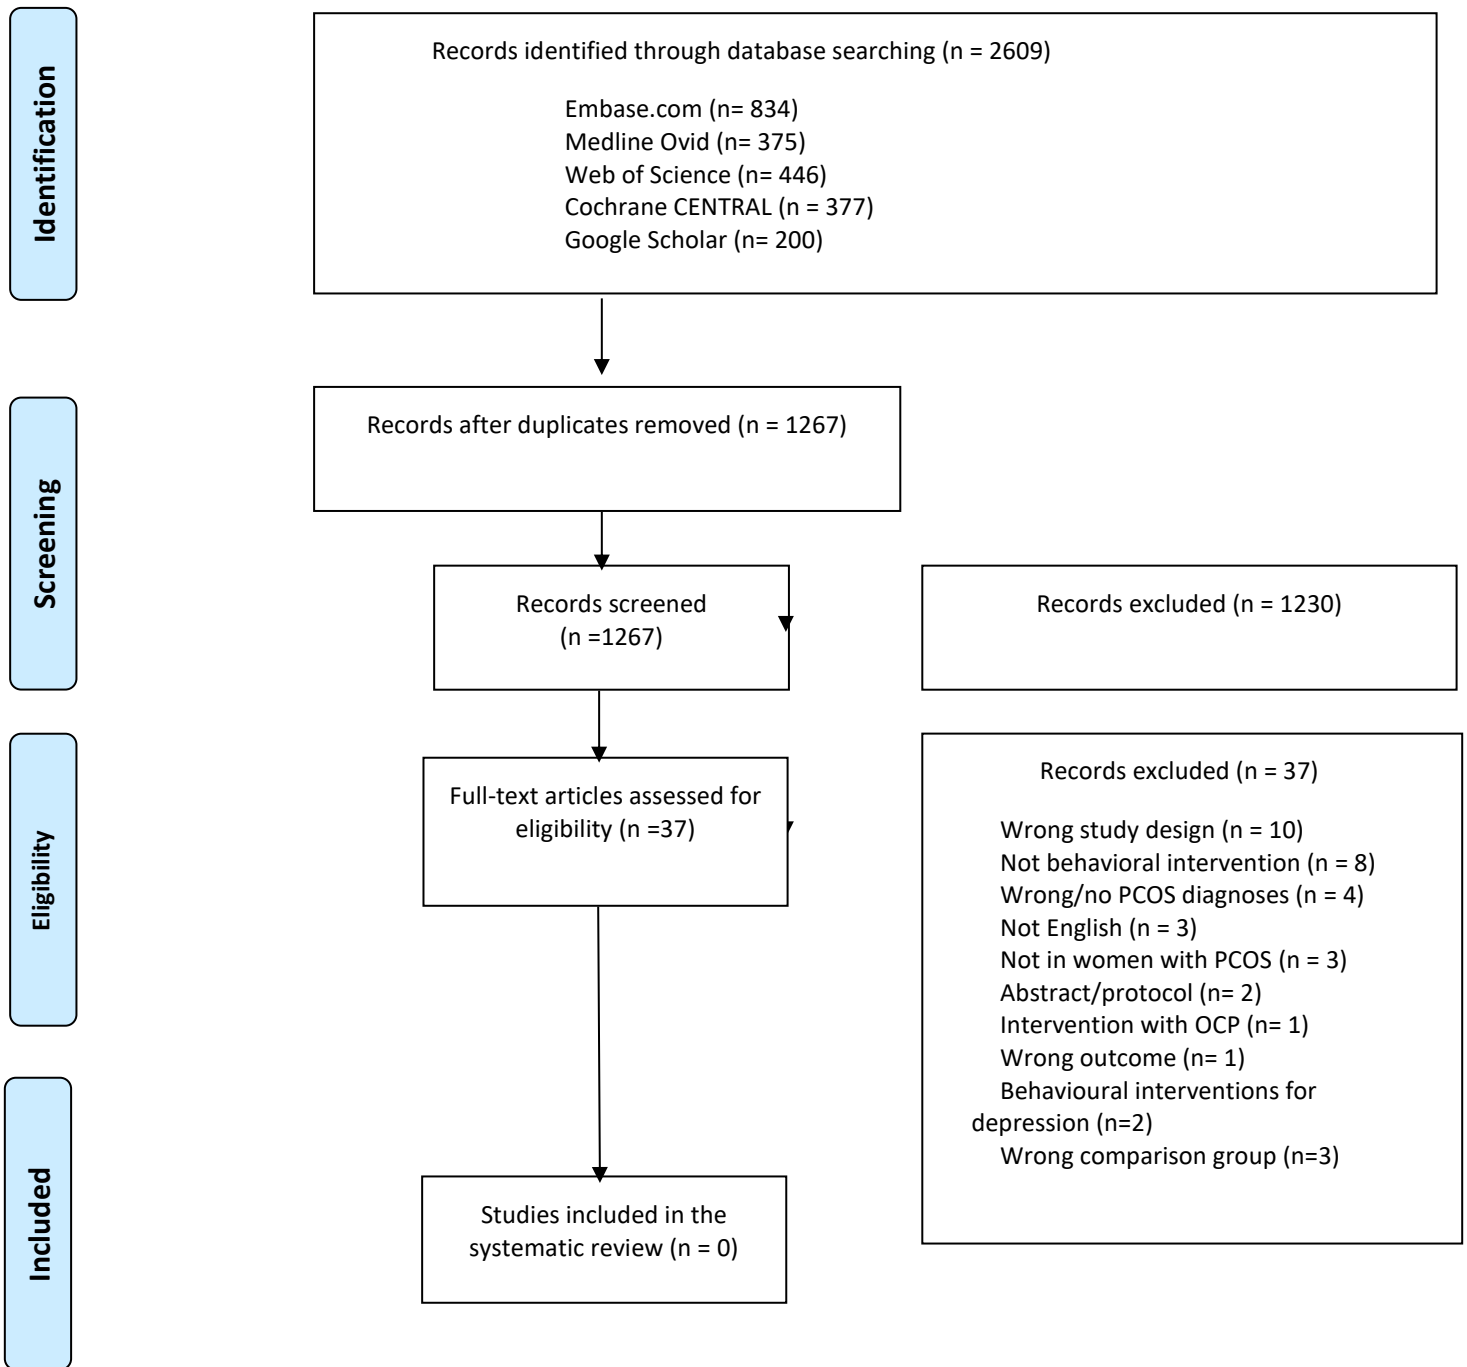 Identification
Records identified through database searching (n = 2609)
Embase.com (n= 834)
Medline Ovid (n= 375)
Web of Science (n= 446)
Cochrane CENTRAL (n = 377)
Google Scholar (n= 200)
Screening
Records after duplicates removed (n = 1267)
Records screened
(n =1267)
Records excluded (n = 1230)
Eligibility
Full-text articles assessed for
eligibility (n =37)
Records excluded (n = 37)
Wrong study design (n = 10)
Not behavioral intervention (n = 8)
Wrong/no PCOS diagnoses (n = 4)
Not English (n = 3)
Not in women with PCOS (n = 3)
Abstract/protocol (n= 2)
Intervention with OCP (n= 1)
Wrong outcome (n= 1)
Behavioural interventions for
depression (n=2)
Wrong comparison group (n=3)
Included
Studies included in the
systematic review (n = 0)